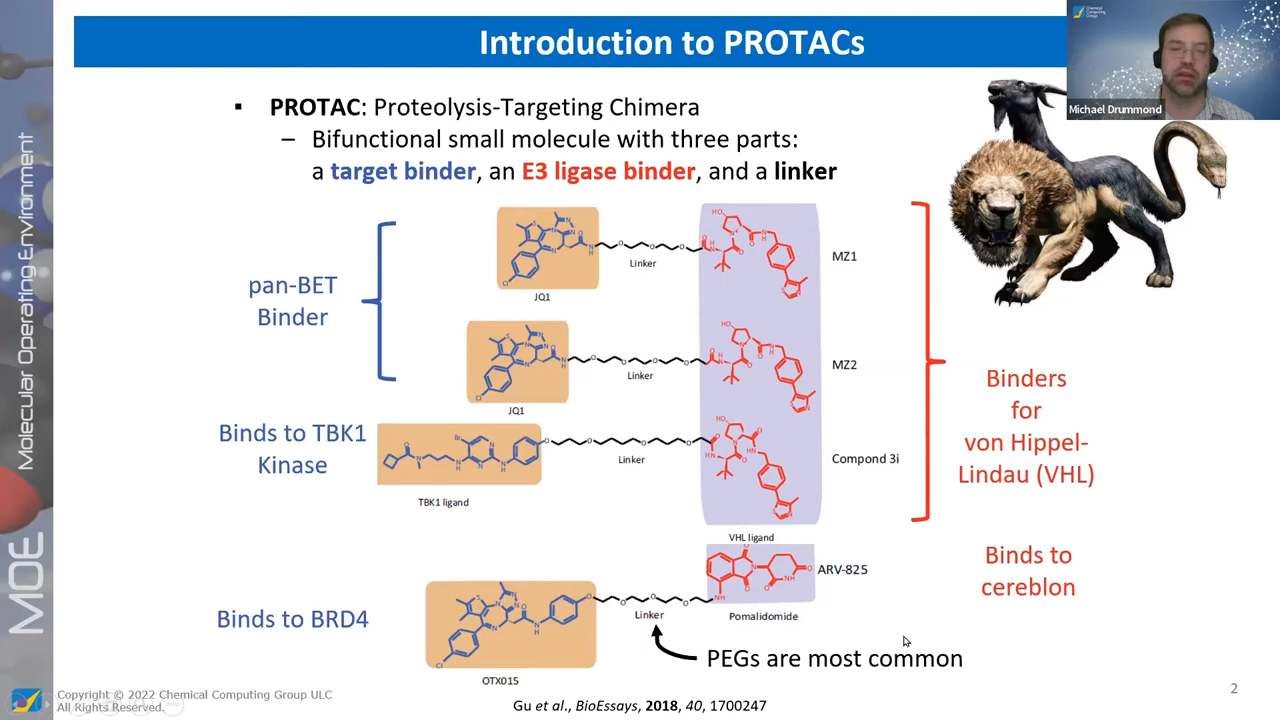 Introduction to PROTACs
Chemical
Computing
Group
Michael Drummond
▪ PROTAC: Proteolysis-Targeting Chimera
– Bifunctional small molecule with three parts:
a target binder, an E3 ligase binder, and a linker
pan-BET
Binder
JQ1
Linker
MZ1
JQ1
Linker
MZ2
Binds to TBK1
Kinase
TBK1 ligand
Linker
Compond 3i
VHL ligand
Binders
for
von Hippel-
Lindau (VHL)
Binds to BRD4
OTX015
Linker
Pomalidomide
ARV-825
Binds to
cereblon
PEGs are most common
Gu et al., BioEssays, 2018, 40, 1700247
MOE Molecular Operating Environment
Copyright © 2022 Chemical Computing Group ULC
All Rights Reserved.
2